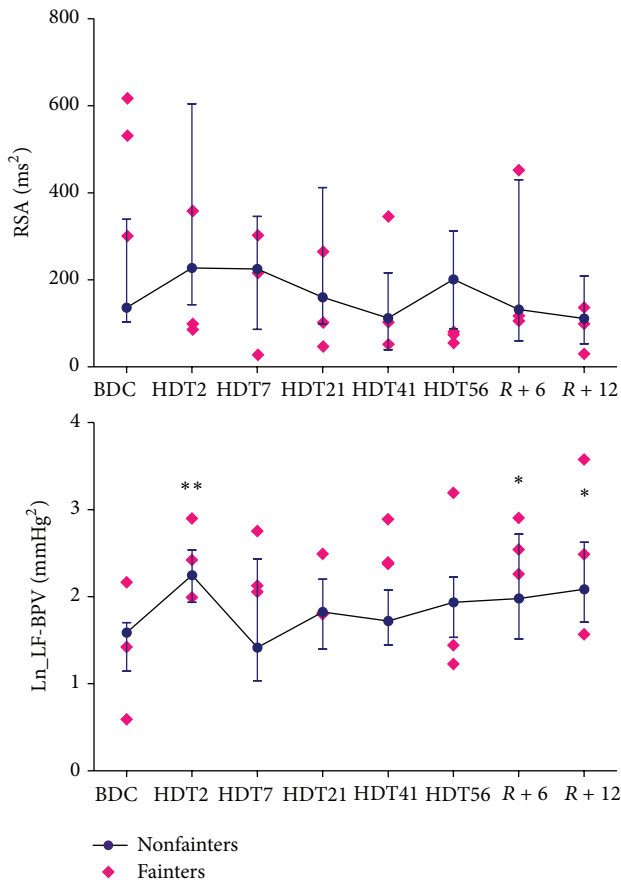 800
600
400
200
0
RSA (ms²)
BDC HDT2 HDT7 HDT21 HDT41 HDT56 R + 6 R + 12
4
3
2
1
0
Ln_LF-BPV (mmHg²)
** * *
BDC HDT2 HDT7 HDT21 HDT41 HDT56 R + 6 R + 12
Nonfainters
Fainters